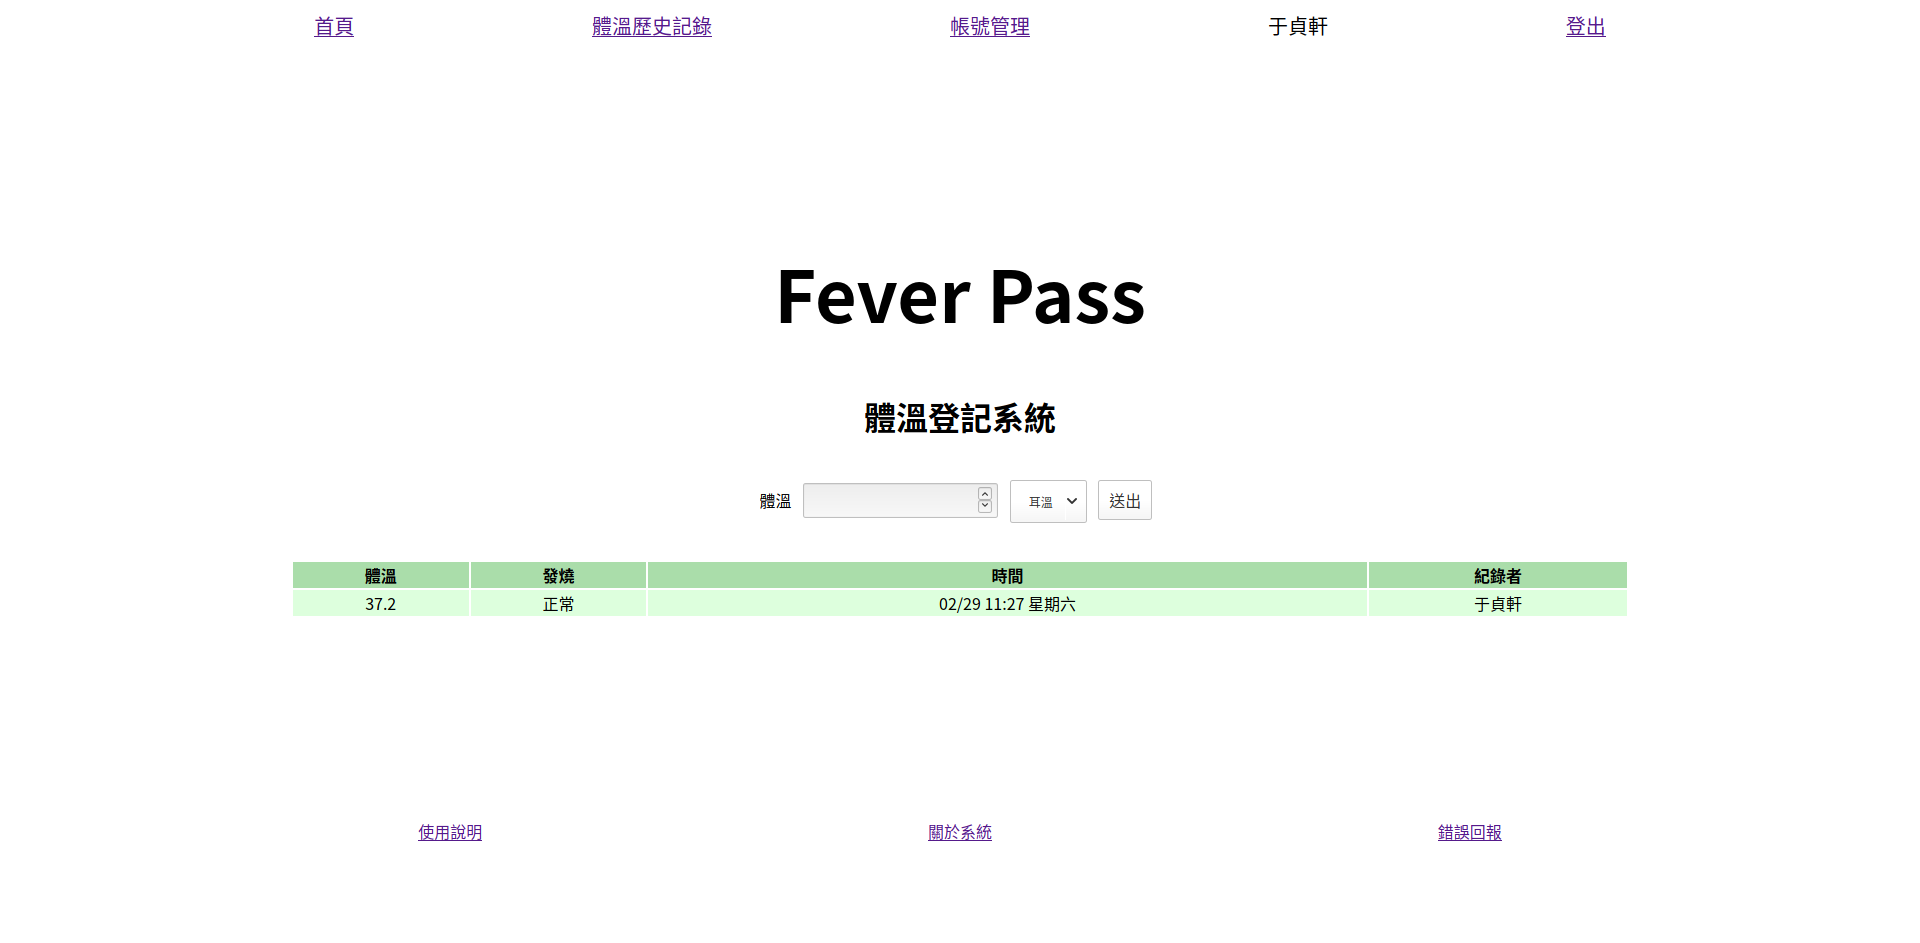 首頁 體溫歷史記錄 帳號管理 于貞軒 登出
Fever Pass
體溫登記系統
體溫 耳溫 送出
體溫 發燒 時間 紀錄者
37.2 正常 02/29 11:27 星期六 于貞軒
使用說明 關於系統 錯誤回報